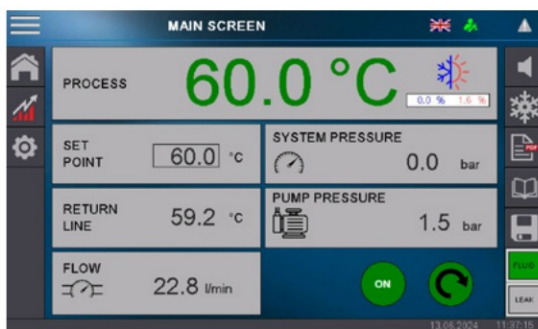 MAIN SCREEN
PROCESS
60.0 °C
0.0 % 1.6 %
SET POINT
60.0 °C
SYSTEM PRESSURE
0.0 bar
RETURN LINE
59.2 °C
PUMP PRESSURE
1.5 bar
FLOW
22.8 l/min
ON
PDF
LEAK
13.06.2024 11:37:15